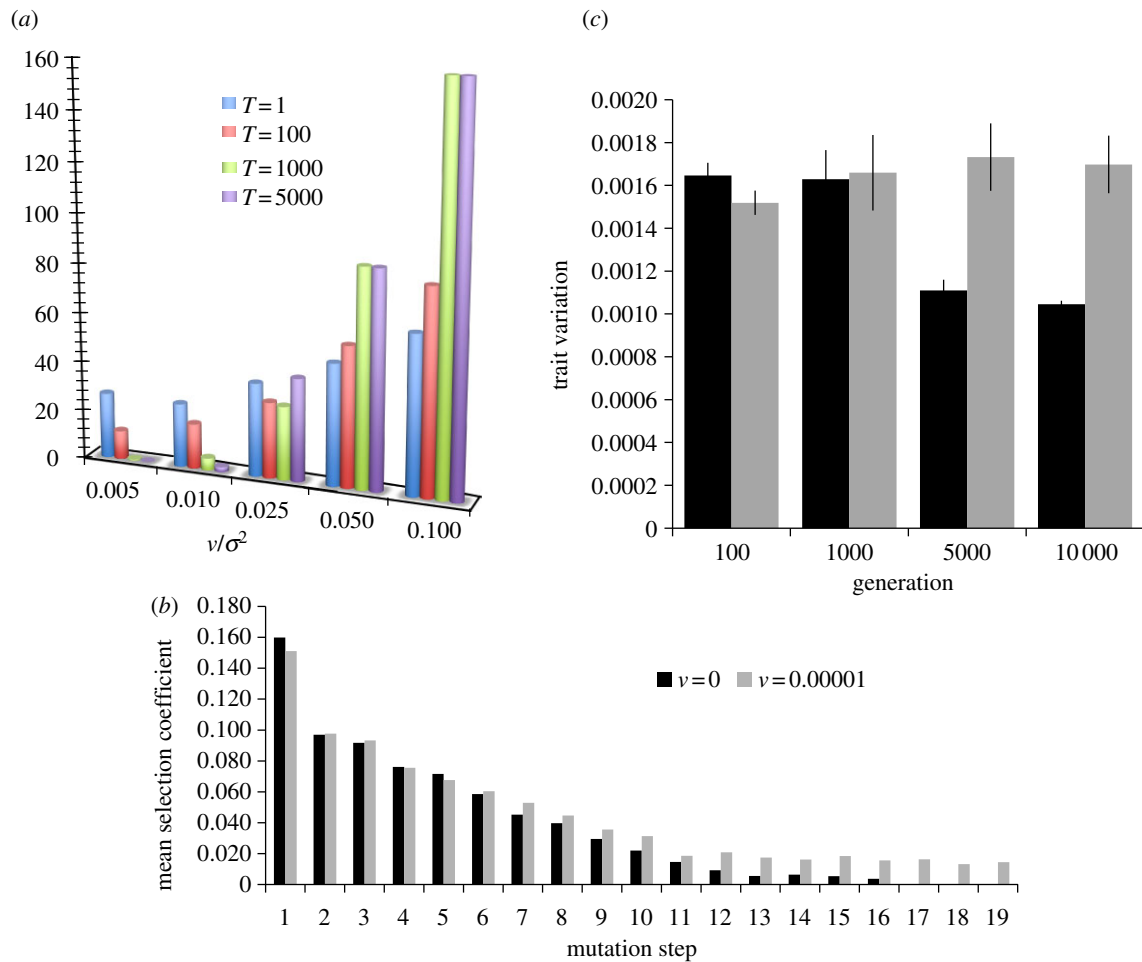 (a)
160
140
120
100
80
60
40
20
0
T = 1
T = 100
T = 1000
T = 5000
0.005
0.010
0.025
0.050
0.100
v/σ²
(c)
trait variation
0.0020
0.0018
0.0016
0.0014
0.0012
0.0010
0.0008
0.0006
0.0004
0.0002
0
100 1000 5000 10 000
generation
(b)
mean selection coefficient
0.180
0.160
0.140
0.120
0.100
0.080
0.060
0.040
0.020
0
v = 0 v = 0.00001
1 2 3 4 5 6 7 8 9 10 11 12 13 14 15 16 17 18 19
mutation step